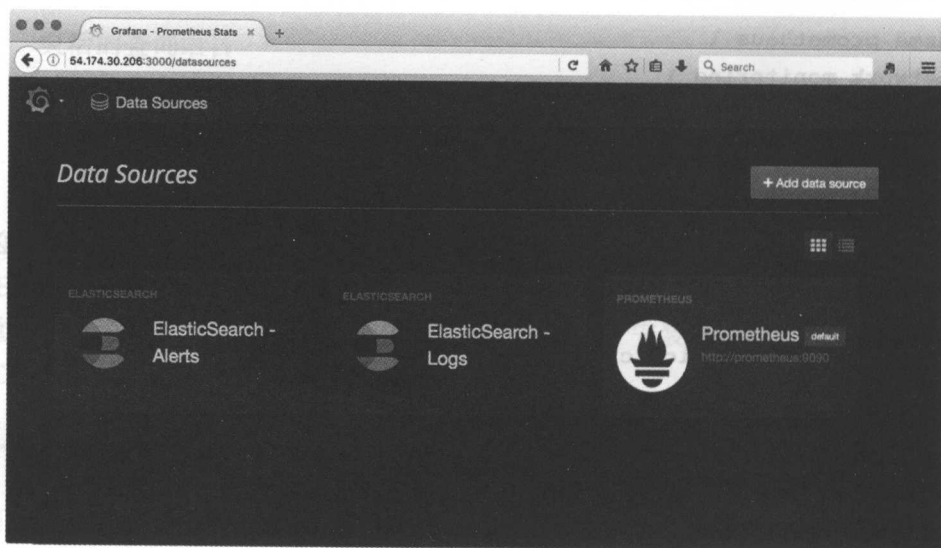 Grafana - Prometheus Stats
54.174.30.206:3000/datasources
Search
Data Sources
Data Sources
+ Add data source
ELASTICSEARCH
ElasticSearch -
Alerts
ELASTICSEARCH
ElasticSearch -
Logs
PROMETHEUS
Prometheus default
http://prometheus:9090